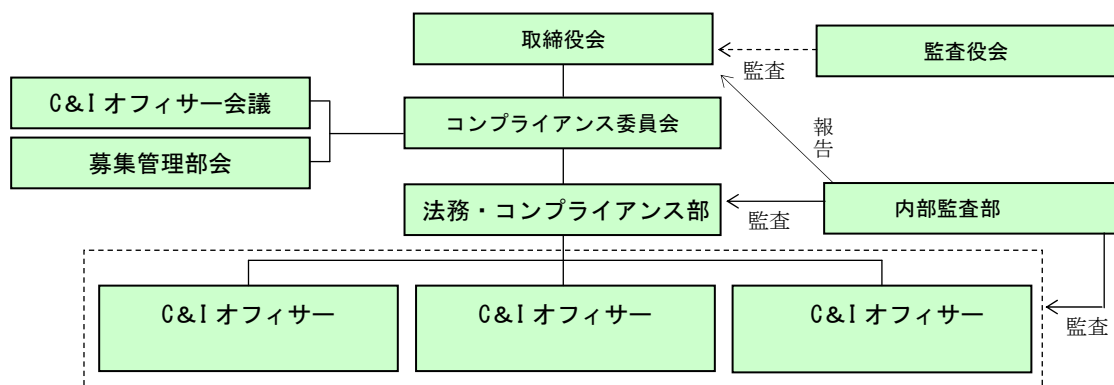 取締役会
監査
監査役会
C&Iオフィサー会議
コンプライアンス委員会
報告
募集管理部会
法務・コンプライアンス部
監査
内部監査部
C&Iオフィサー
C&Iオフィサー
C&Iオフィサー
監査